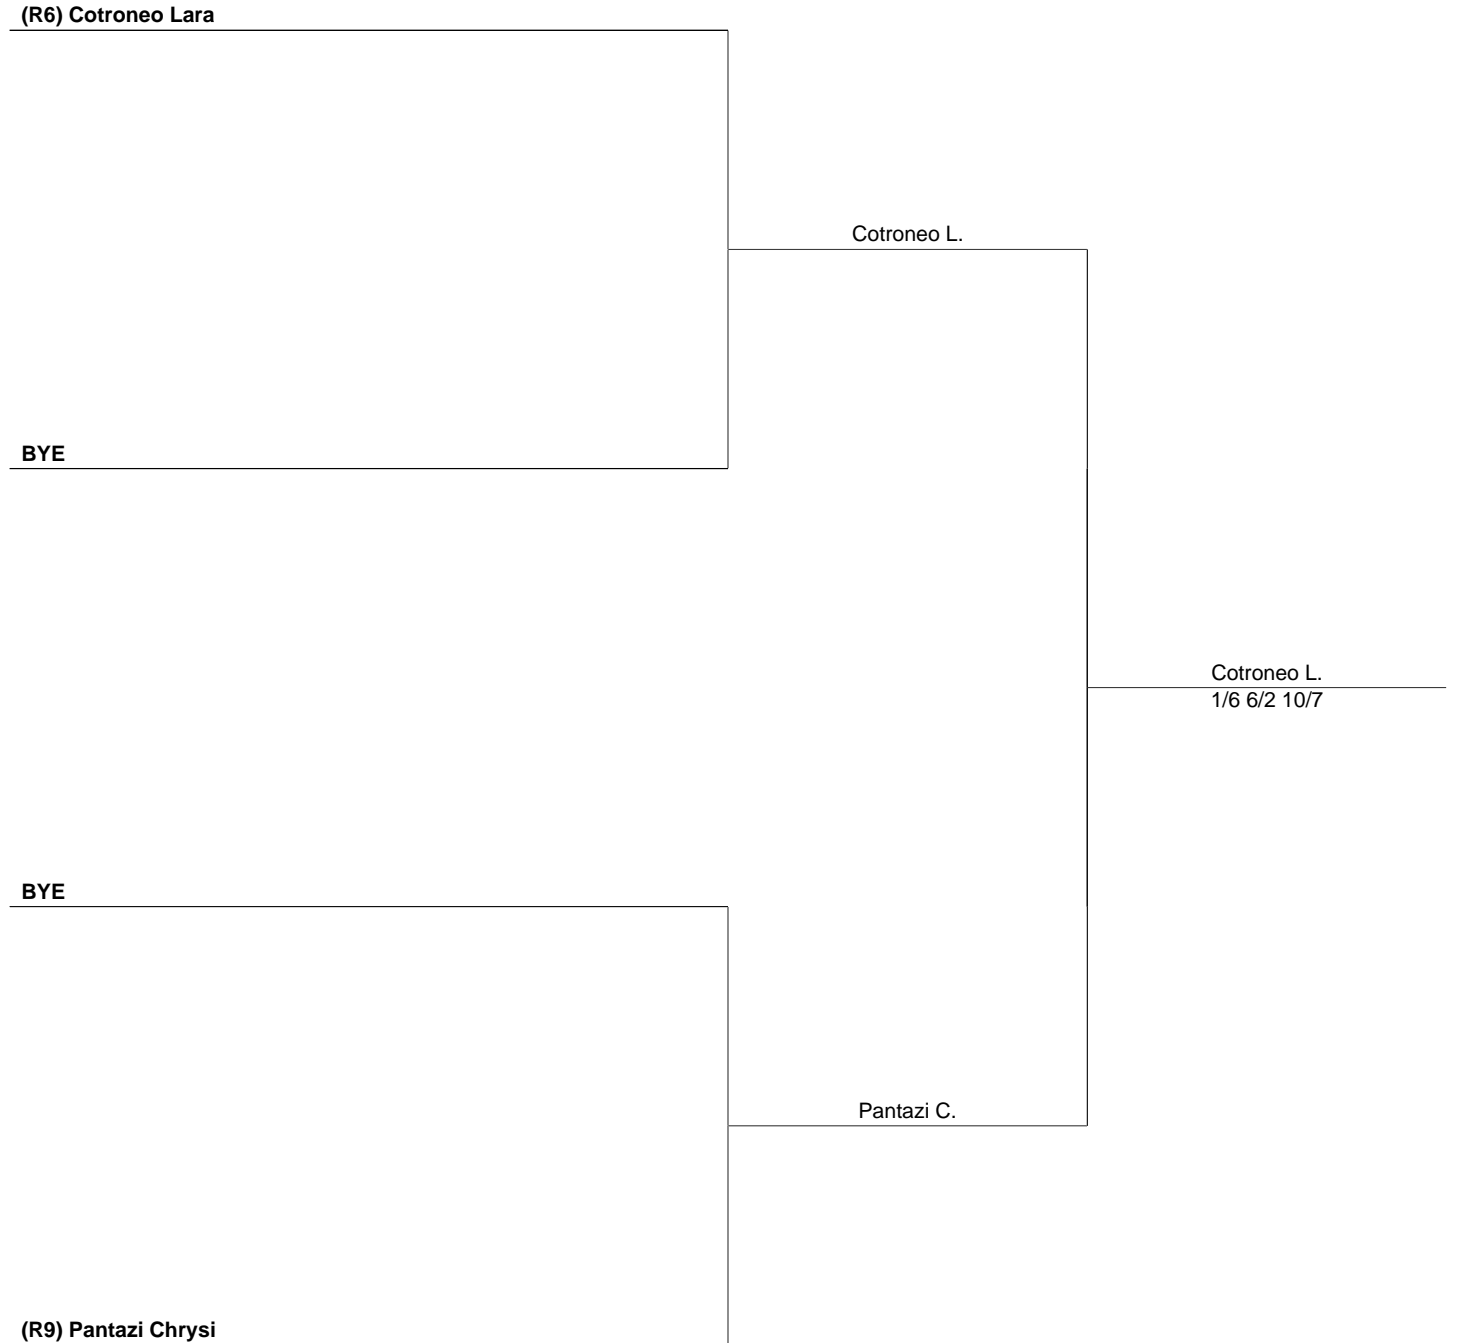 (R6) Cotroneo Lara
Cotroneo L.
BYE
Cotroneo L.
1/6 6/2 10/7
BYE
Pantazi C.
(R9) Pantazi Chrysi